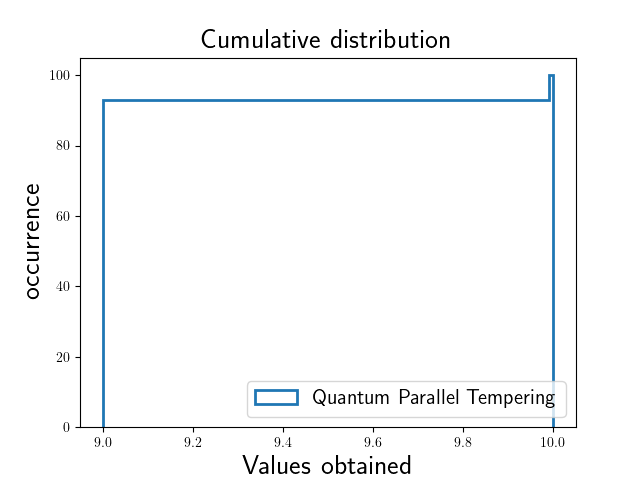 Cumulative distribution
occurrence
100
80
60
40
20
0
Quantum Parallel Tempering
9.0 9.2 9.4 9.6 9.8 10.0
Values obtained